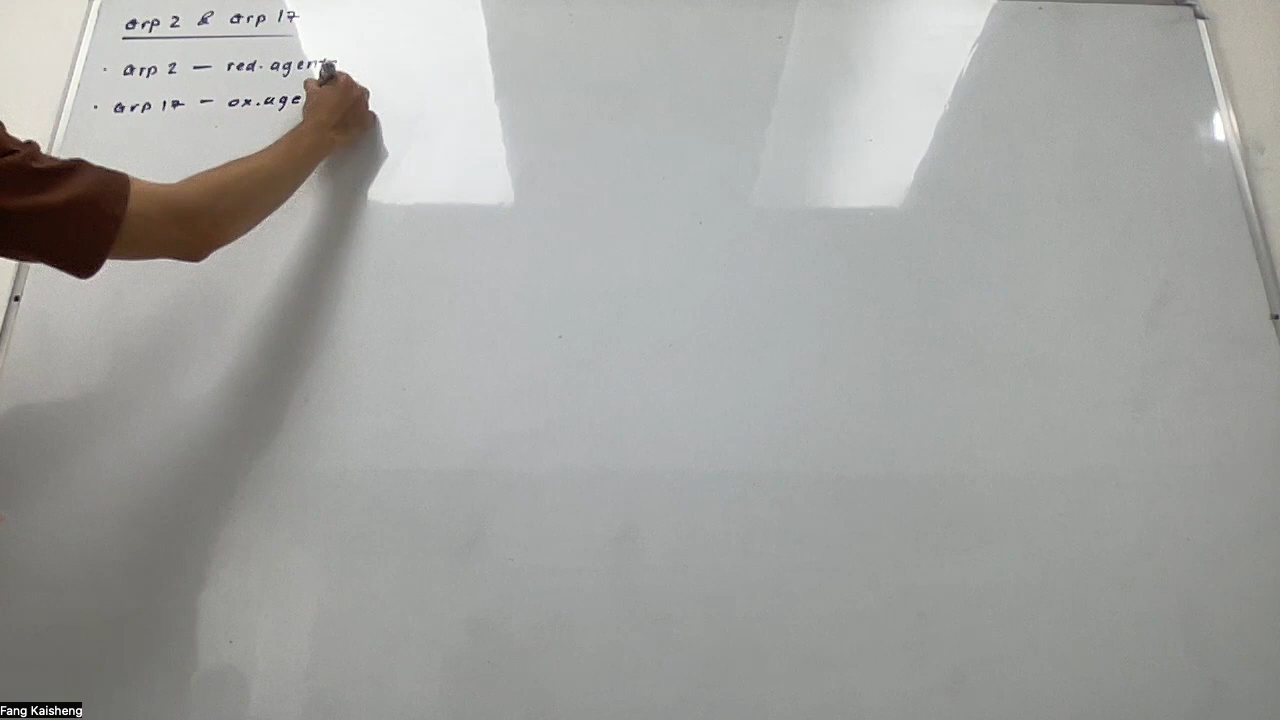 Grp 2 & Grp 17
· Grp 2 — red. agent
· Grp 17 — ox. age
Fang Kaisheng